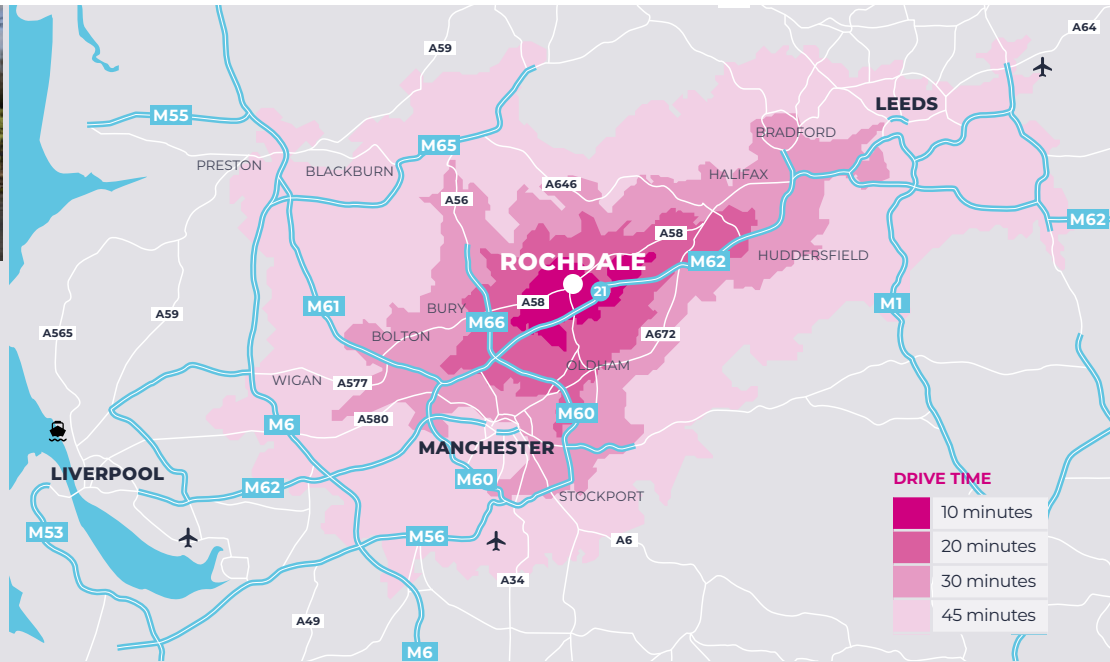 A64
A59
M55
LEEDS
BRADFORD
M65
PRESTON
BLACKBURN
HALIFAX
A646
A56
M62
A58
ROCHDALE
M62
HUDDERSFIELD
21
A58
M61
BURY
M1
A59
M66
A565
BOLTON
A672
OLDHAM
WIGAN
A577
M60
A580
M6
MANCHESTER
LIVERPOOL
M60
DRIVE TIME
M62
STOCKPORT
10 minutes
M53
M56
A6
20 minutes
A34
30 minutes
A49
45 minutes
M6